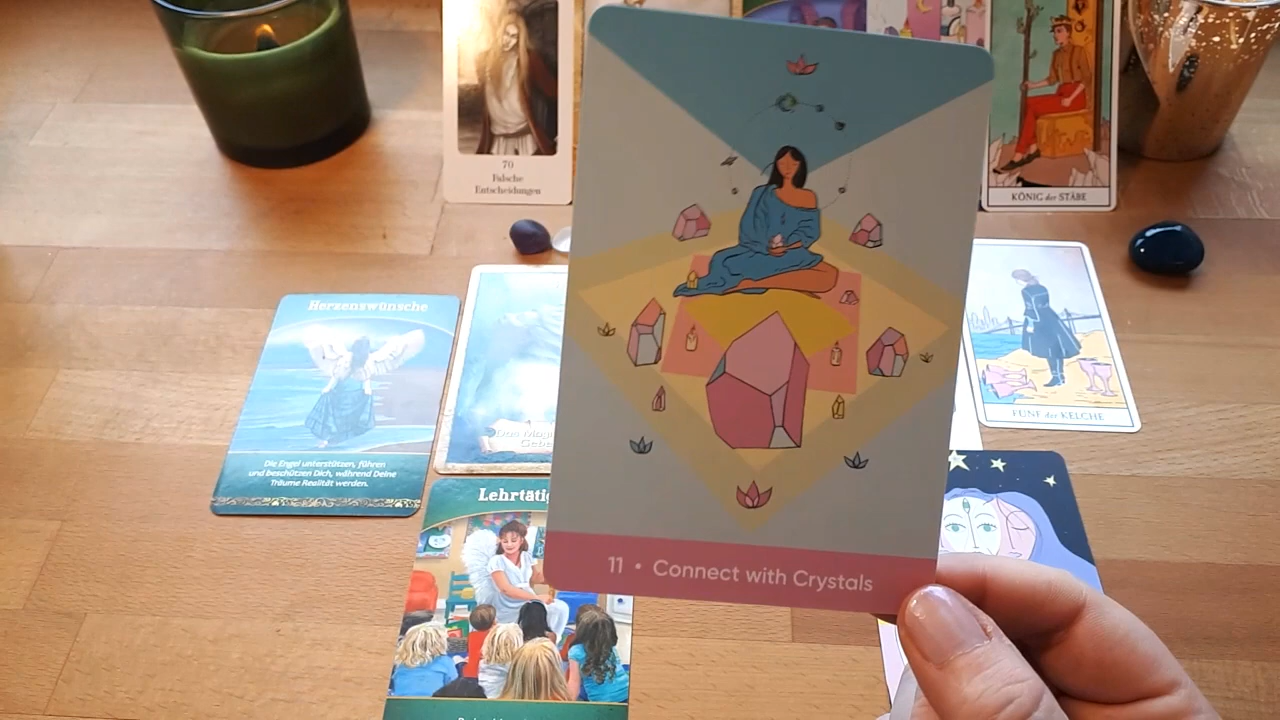 70
Falsche
Entscheidungen
KÖNIG der STÄBE
Herzenswünsche
Die Engel unterstützen, führen
und beschützen Dich, während Deine
Träume Realität werden.
Das
FÜNF der KELCHE
11 • Connect with Crystals